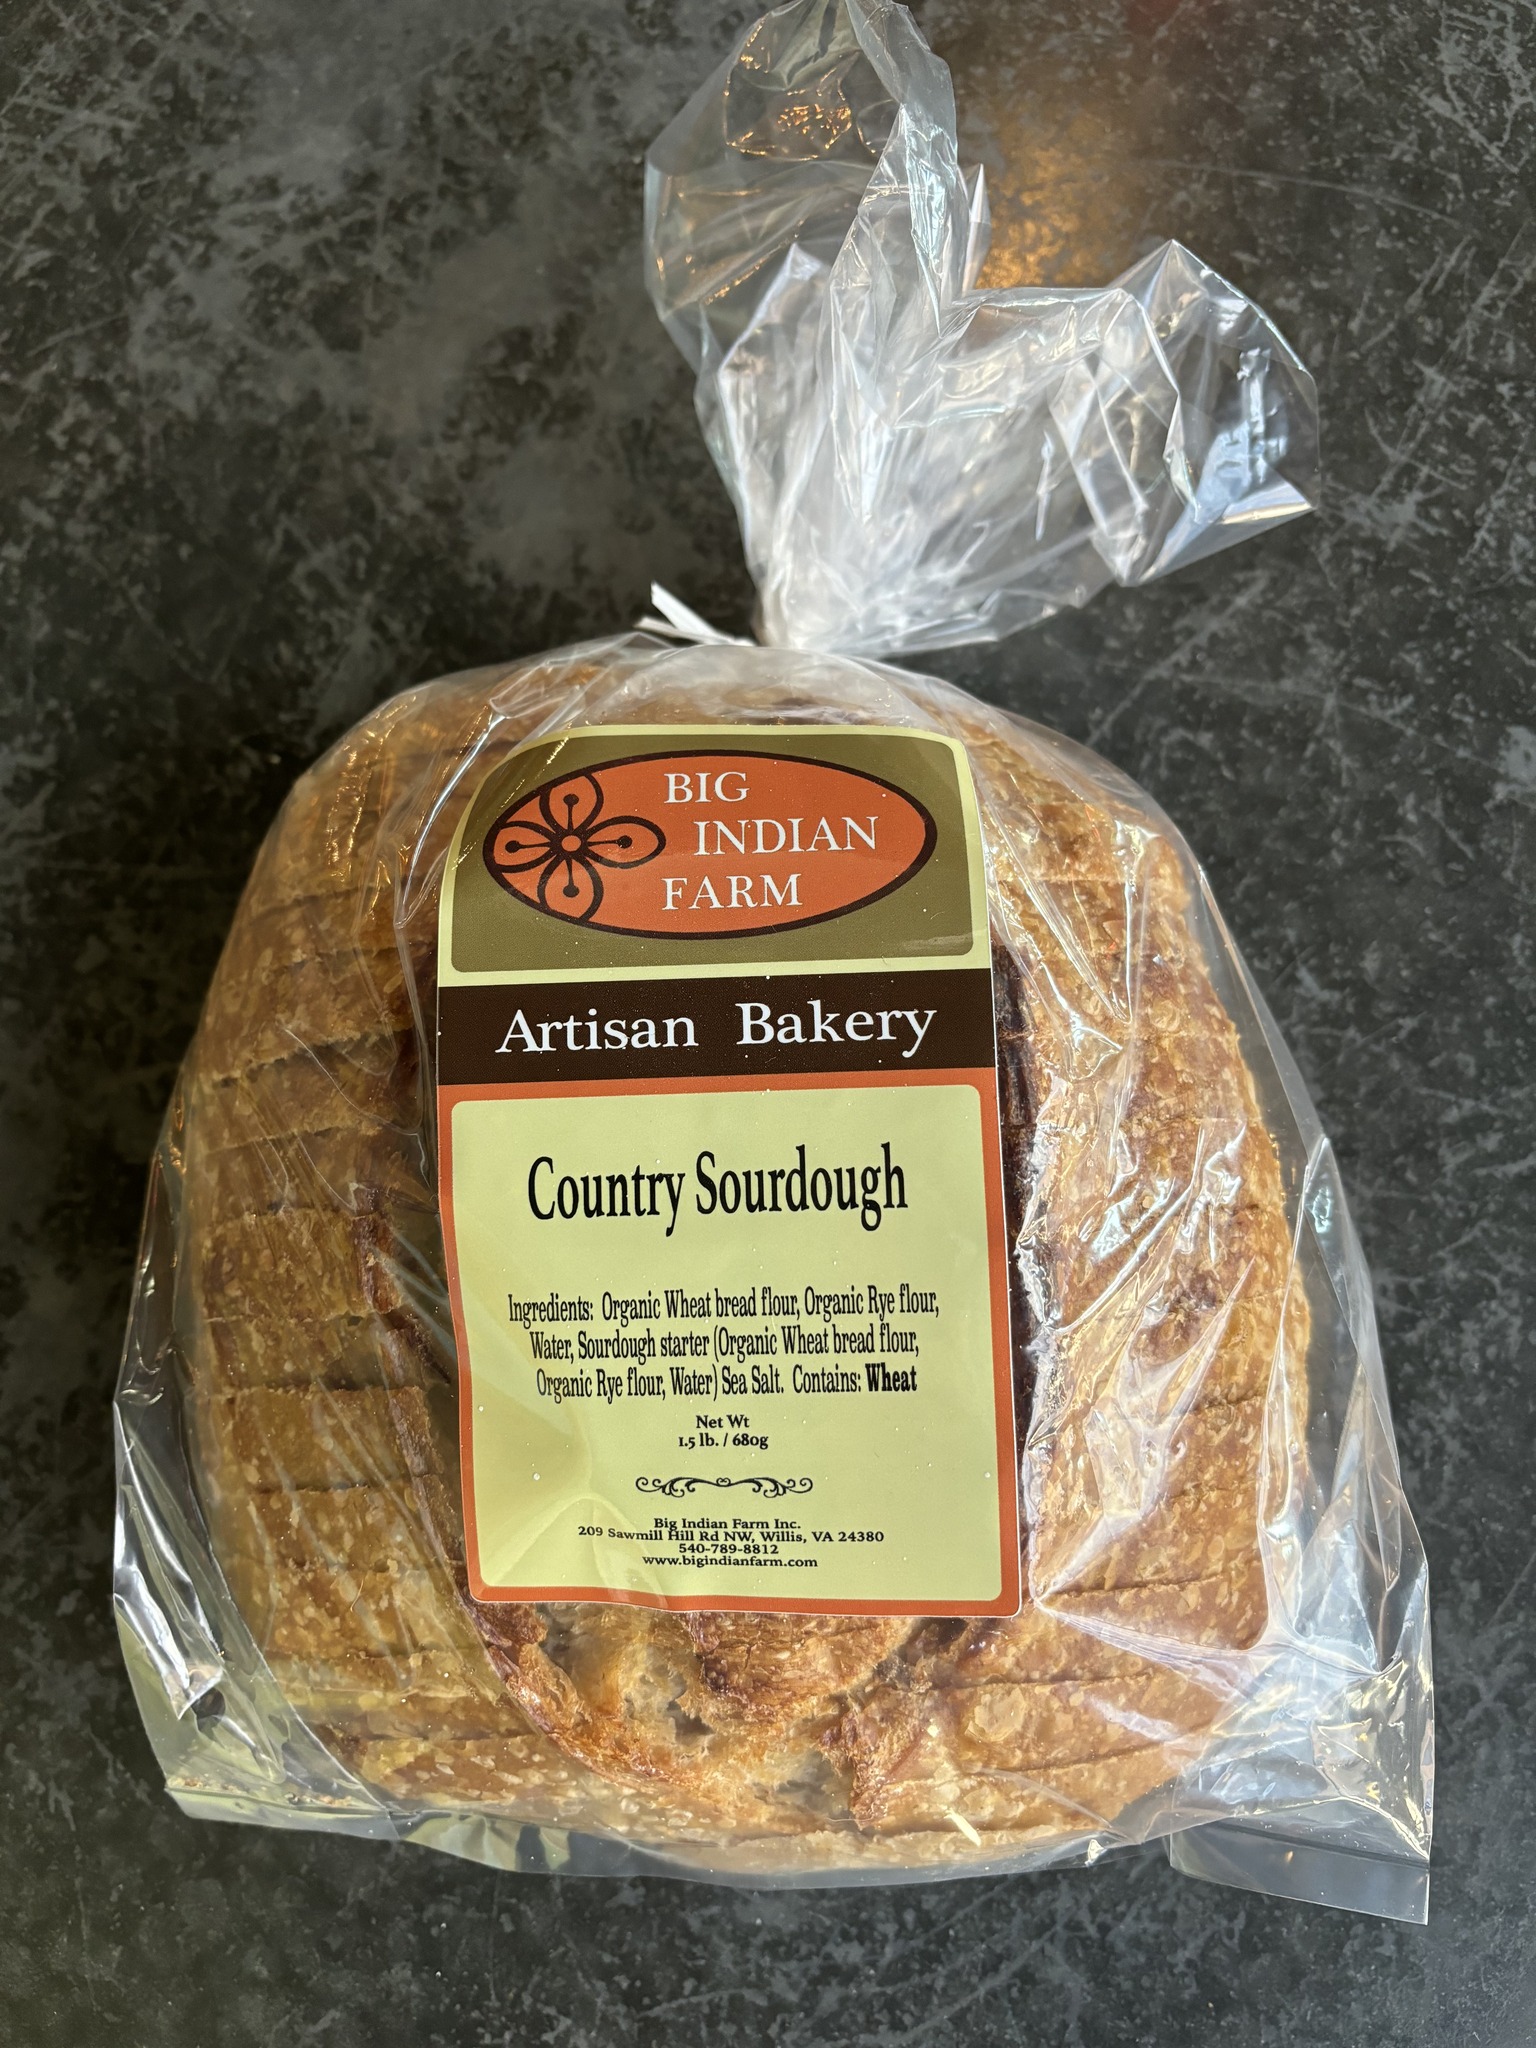 BIG
INDIAN
FARM
Artisan Bakery
Country Sourdough
Ingredients: Organic Wheat bread flour, Organic Rye flour,
Water, Sourdough starter (Organic Wheat bread flour,
Organic Rye flour, Water) Sea Salt. Contains: Wheat
Net Wt
1.5 lb. / 680g
Big Indian Farm Inc.
209 Sawmill Hill Rd NW, Willis, VA 24380
540-789-8812
www.bigindianfarm.com